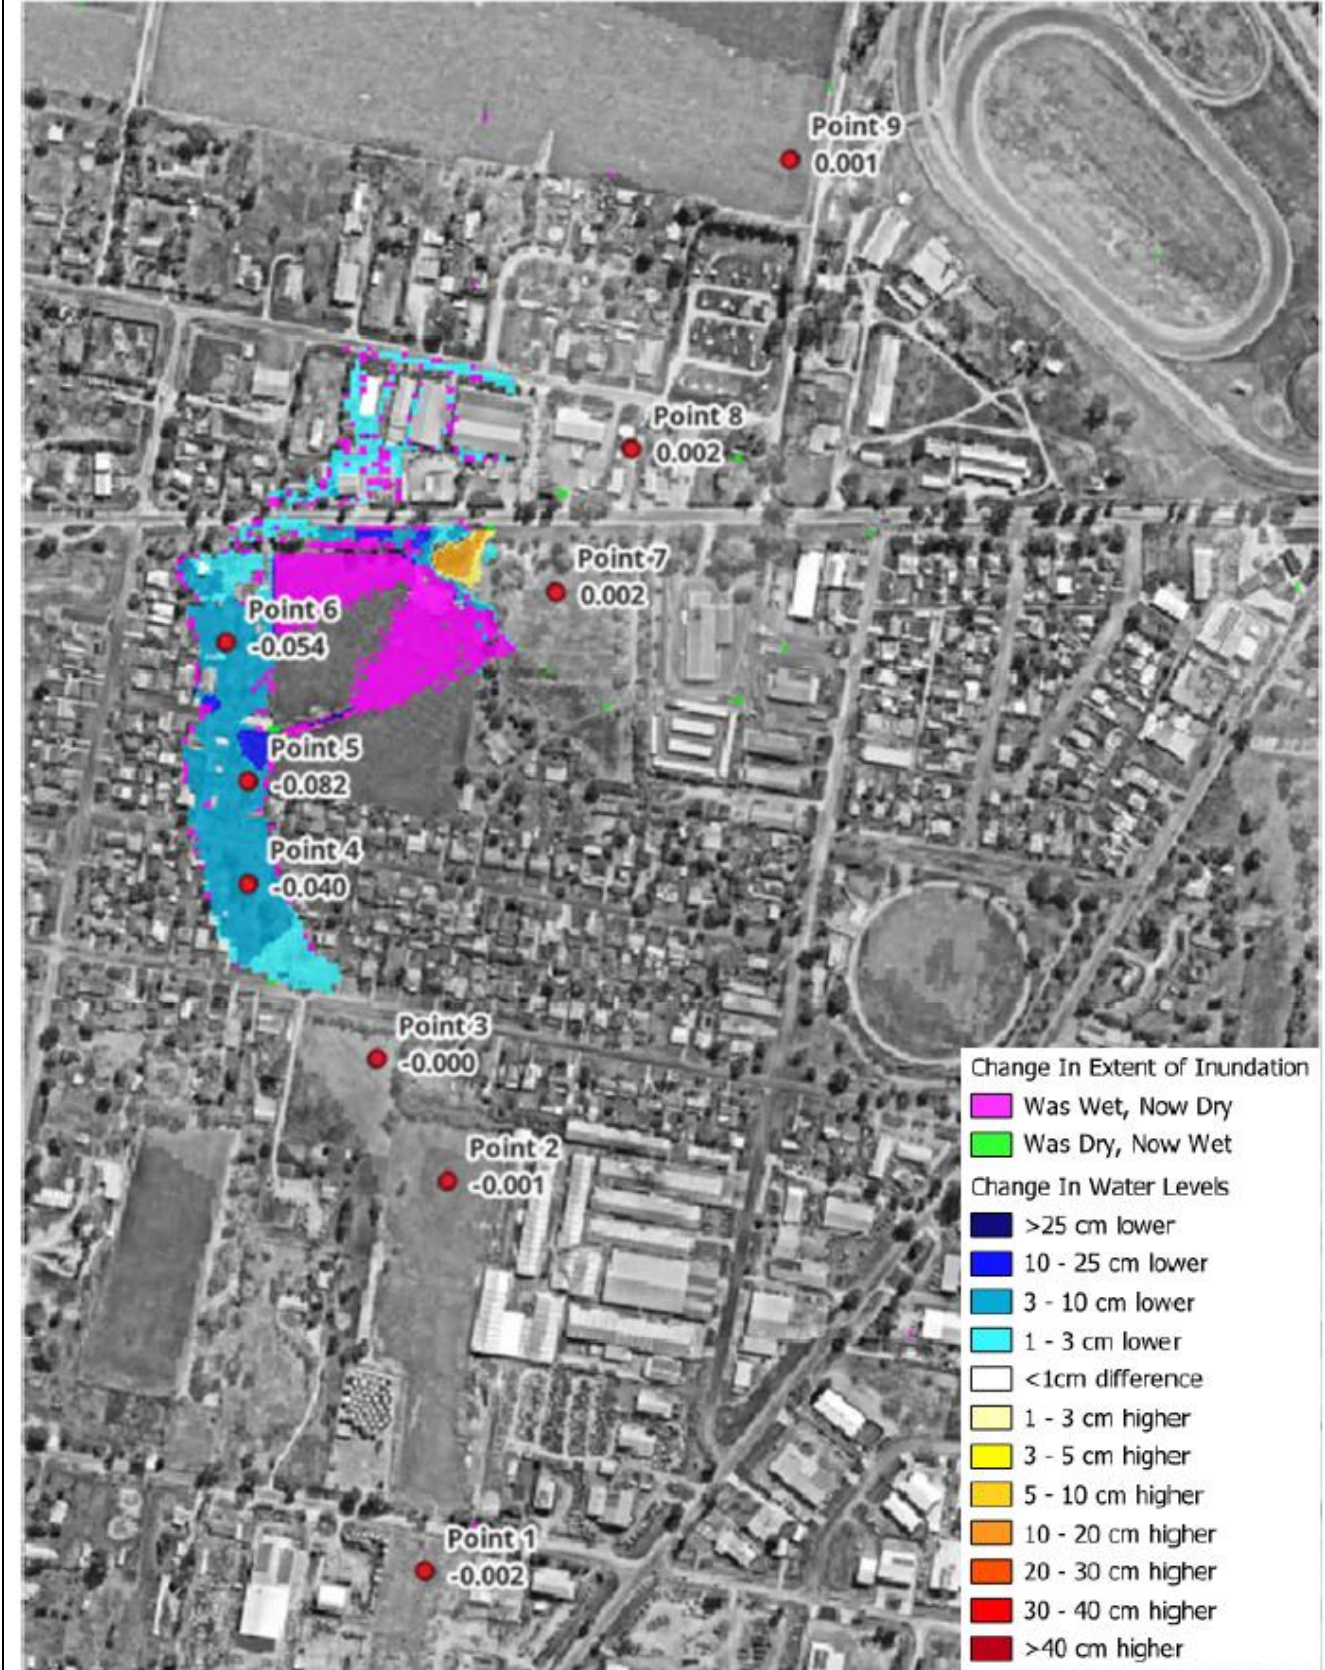 Point 9
0.001
Point 8
0.002
Point 7
0.002
Point 6
-0.054
Point 5
-0.082
Point 4
-0.040
Point 3
-0.000
Point 2
-0.001
Point 1
-0.002
Change In Extent of Inundation
Was Wet, Now Dry
Was Dry, Now Wet
Change In Water Levels
>25 cm lower
10 - 25 cm lower
3 - 10 cm lower
1 - 3 cm lower
<1cm difference
1 - 3 cm higher
3 - 5 cm higher
5 - 10 cm higher
10 - 20 cm higher
20 - 30 cm higher
30 - 40 cm higher
>40 cm higher